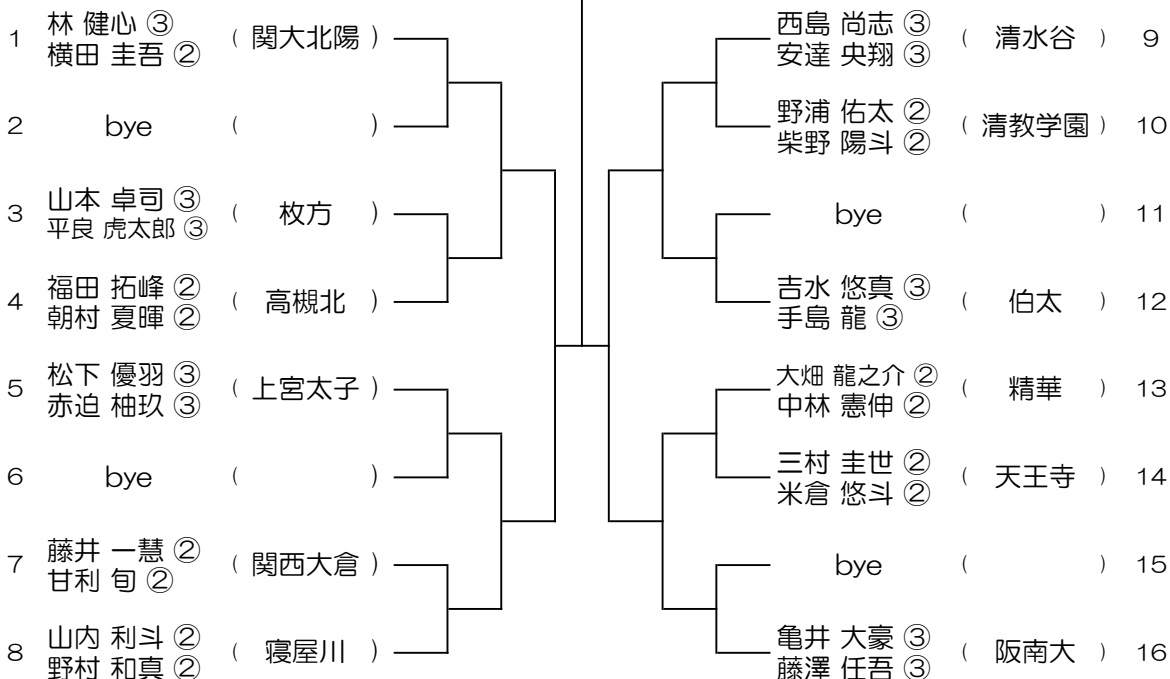 1 林 健心 ③ ( 関大北陽 )
横田 圭吾 ②
2 bye ( )
3 山本 卓司 ③ ( 枚方 )
平良 虎太郎 ③
4 福田 拓峰 ② ( 高槻北 )
朝村 夏暉 ②
5 松下 優羽 ③ ( 上宮太子 )
赤迫 柚玖 ③
6 bye ( )
7 藤井 一慧 ② ( 関西大倉 )
甘利 旬 ②
8 山内 利斗 ② ( 寝屋川 )
野村 和真 ②
西島 尚志 ③ ( 清水谷 ) 9
安達 央翔 ③
野浦 佑太 ② ( 清教学園 ) 10
柴野 陽斗 ②
bye ( ) 11
吉水 悠真 ③ ( 伯太 ) 12
手島 龍 ③
大畑 龍之介 ② ( 精華 ) 13
中林 憲伸 ②
三村 圭世 ② ( 天王寺 ) 14
米倉 悠斗 ②
bye ( ) 15
亀井 大豪 ③ ( 阪南大 ) 16
藤澤 任吾 ③